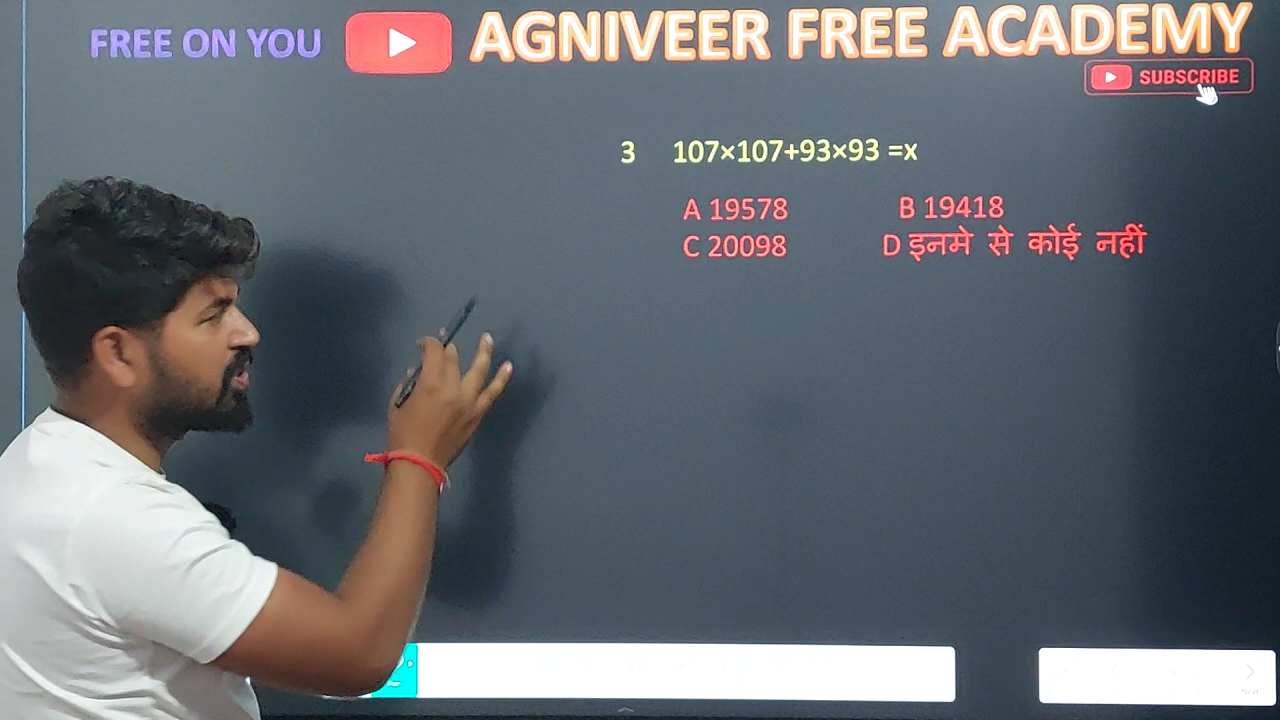 FREE ON YOU
AGNIVEER FREE ACADEMY
SUBSCRIBE
3 107×107+93×93 =x
A 19578 B 19418
C 20098 D इनमे से कोई नहीं